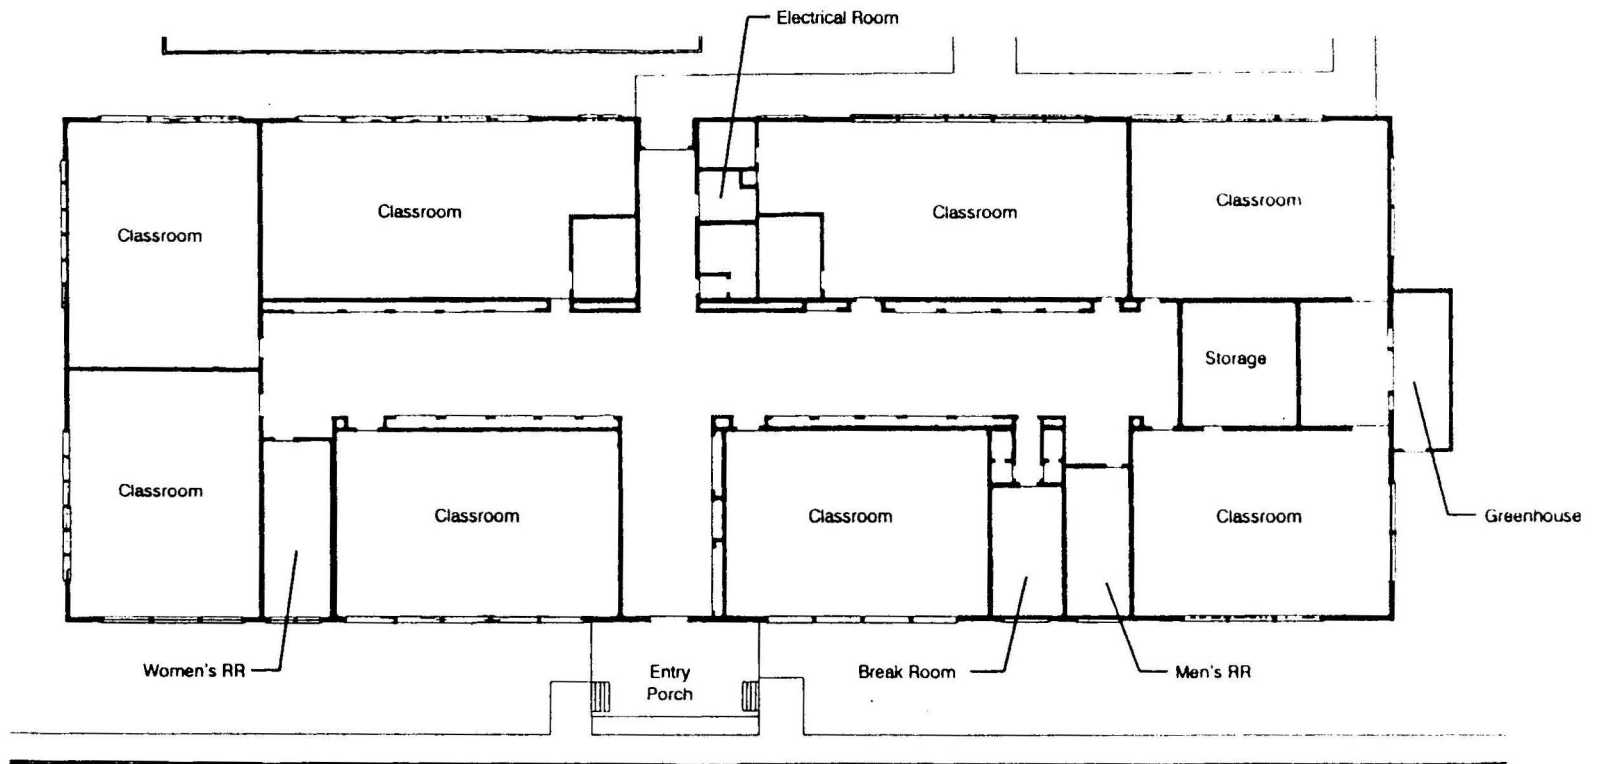 Electrical Room
Classroom
Classroom
Classroom
Classroom
Storage
Classroom
Classroom
Classroom
Classroom
Greenhouse
Women's RR
Entry
Porch
Break Room
Men's RR